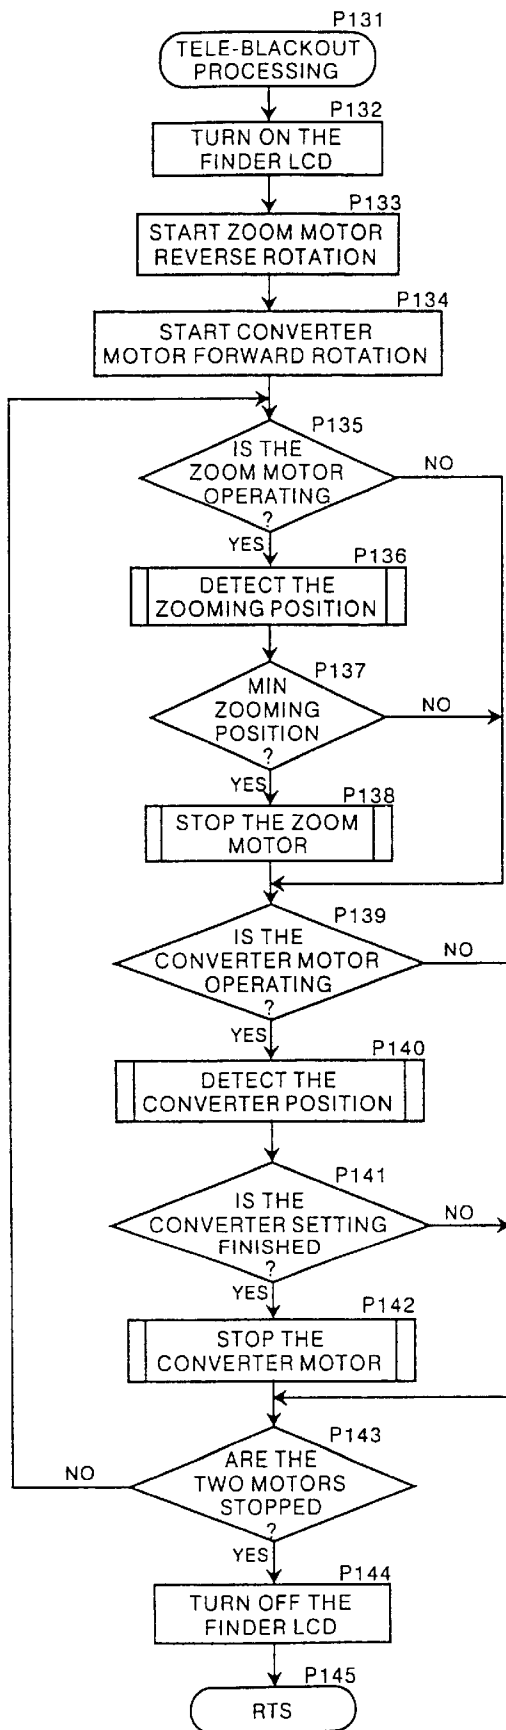 P131
TELE-BLACKOUT
PROCESSING
P132
TURN ON THE
FINDER LCD
P133
START ZOOM MOTOR
REVERSE ROTATION
P134
START CONVERTER
MOTOR FORWARD ROTATION
P135
IS THE
ZOOM MOTOR
OPERATING
?
NO
YES
P136
DETECT THE
ZOOMING POSITION
P137
MIN
ZOOMING
POSITION
?
NO
YES
P138
STOP THE ZOOM
MOTOR
P139
IS THE
CONVERTER MOTOR
OPERATING
?
NO
YES
P140
DETECT THE
CONVERTER POSITION
P141
IS THE
CONVERTER SETTING
FINISHED
?
NO
YES
P142
STOP THE
CONVERTER MOTOR
P143
ARE THE
TWO MOTORS
STOPPED
?
NO
YES
P144
TURN OFF THE
FINDER LCD
P145
RTS